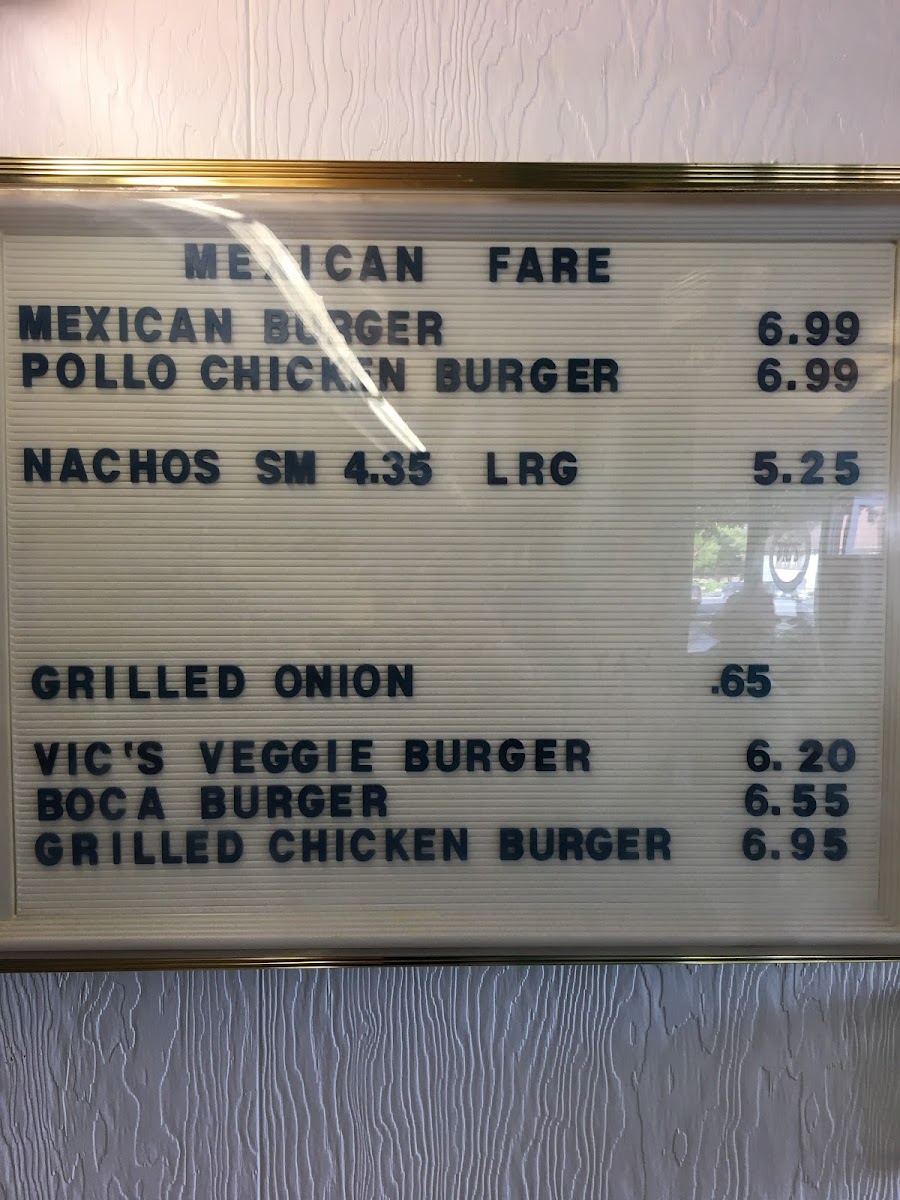 MEXICAN FARE
MEXICAN BURGER 6.99
POLLO CHICKEN BURGER 6.99
NACHOS SM 4.35 LRG 5.25
GRILLED ONION .65
VIC'S VEGGIE BURGER 6.20
BOCA BURGER 6.55
GRILLED CHICKEN BURGER 6.95